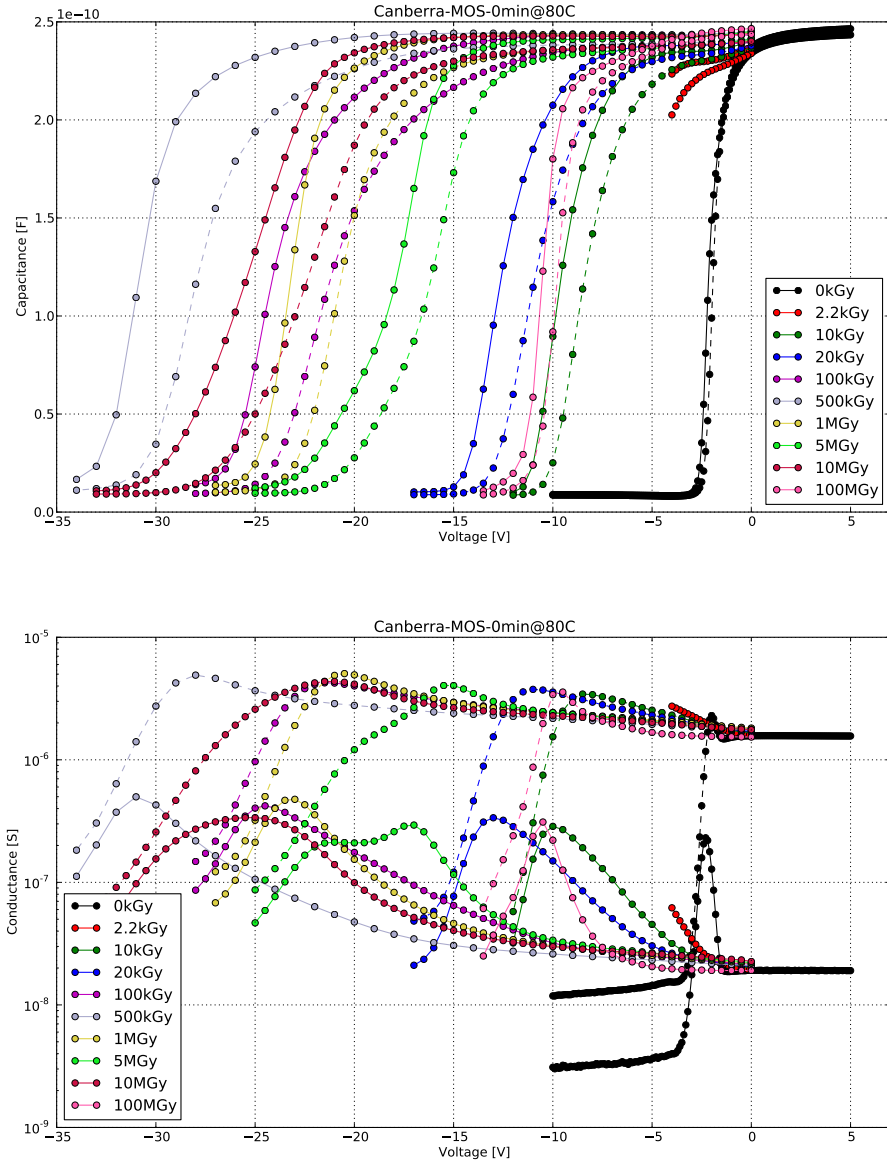 Canberra-MOS-0min@80C
1e−10
2.5
2.0
1.5
1.0
0.5
0.0
Capacitance [F]
−35 −30 −25 −20 −15 −10 −5 0 5
Voltage [V]
0kGy
2.2kGy
10kGy
20kGy
100kGy
500kGy
1MGy
5MGy
10MGy
100MGy
Canberra-MOS-0min@80C
10⁻⁵
10⁻⁶
10⁻⁷
10⁻⁸
10⁻⁹
Conductance [S]
0kGy
2.2kGy
10kGy
20kGy
100kGy
500kGy
1MGy
5MGy
10MGy
100MGy
−35 −30 −25 −20 −15 −10 −5 0 5
Voltage [V]